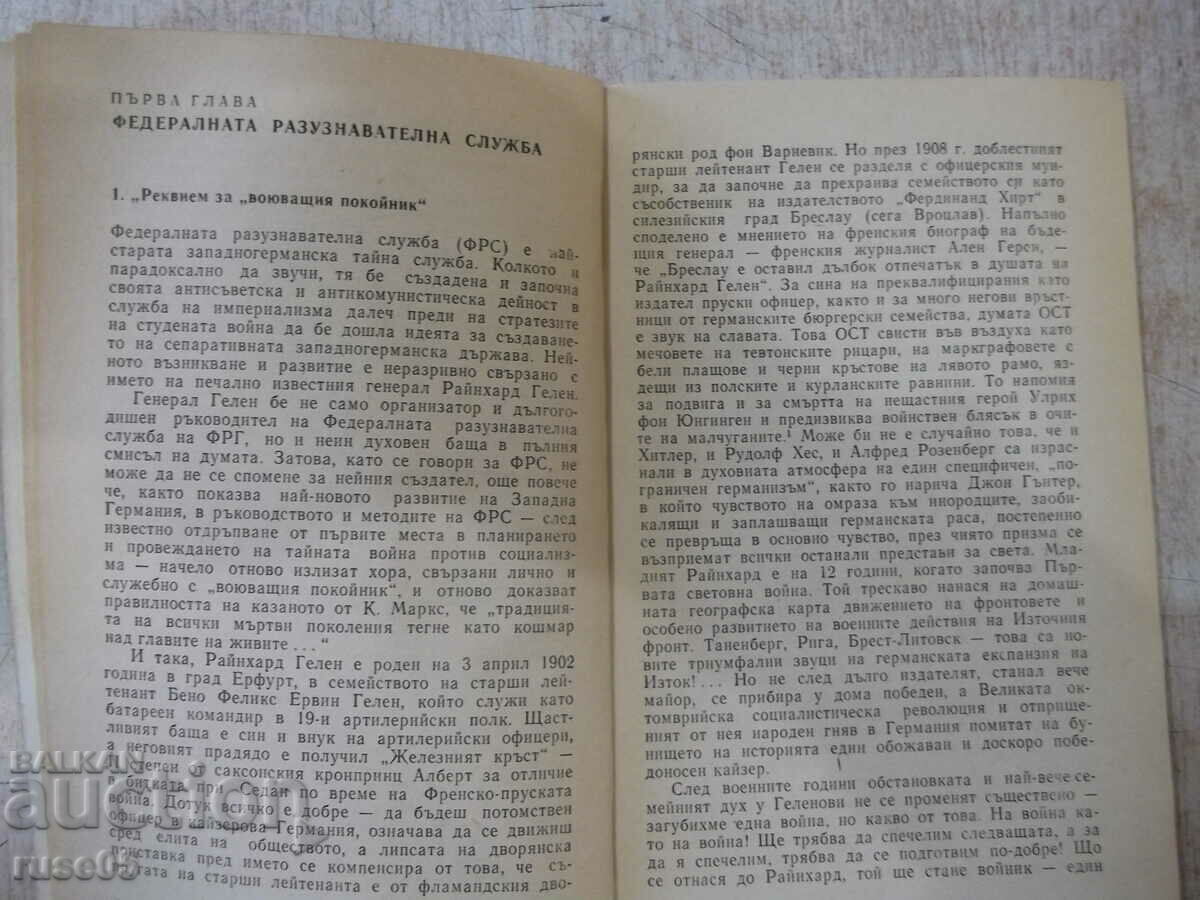 ПЪРВА ГЛАВА
ФЕДЕРАЛНАТА РАЗУЗНАВАТЕЛНА СЛУЖБА
1. „Реквием за „воюващия покойник“
Федералната разузнавателна служба (ФРС) е най-
старата западногерманска тайна служба. Колкото и
парадоксално да звучи, тя бе създадена и започна
своята антисъветска и антикомунистическа дейност в
служба на империализма далеч преди на стратезите
на студената война да бе дошла идеята за създаване-
то на сепаративната западногерманска държава. Ней-
ното възникване и развитие е неразривно свързано с
името на печално известния генерал Райнхард Гелен.
Генерал Гелен бе не само организатор и дългого-
дишен ръководител на Федералната разузнавателна
служба на ФРГ, но и неин духовен баща в пълния
смисъл на думата. Затова, като се говори за ФРС, не
може да не се спомене за нейния създател, още повече
че, както показва най-новото развитие на Западна
Германия, в ръководството и методите на ФРС — след
известно отдръпване от първите места в планирането
и провеждането на тайната война против социализ-
ма — начело отново излизат хора, свързани лично и
служебно с „воюващия покойник“, и отново доказват
правилността на казаното от К. Маркс, че „традиция-
та на всички мъртви поколения тегне като кошмар
над главите на живите . . . “
И така, Райнхард Гелен е роден на 3 април 1902
година в град Ерфурт, в семейството на старши лей-
тенант Бено Феликс Ервин Гелен, който служи като
батареен командир в 19-и артилерийски полк. Щаст-
ливият баща е син и внук на артилерийски офицери,
а неговият прадядо е получил „Железният кръст“ —
II степен от саксонския кронпринц Алберт за отличие
в битката при Седан по време на Френско-пруската
война. Дотук всичко е добре — да бъдеш потомствен
офицер в кайзерова Германия, означава да се движиш
сред елита на обществото, а липсата на дворянска
приставка пред името се компенсира от това, че съ-
пругата на старши лейтенанта е от фламандския дво-
рянски род фон Варневик. Но през 1908 г. доблестният
старши лейтенант Гелен се разделя с офицерския мун-
дир, за да започне да прехранва семейството си като
съсобственик на издателството „Фердинанд Хирт“ в
силезийския град Бреслау (сега Вроцлав). Напълно
споделено е мнението на френския биограф на бъде-
щия генерал — френския журналист Ален Герен, —
че „Бреслау е оставил дълбок отпечатък в душата на
Райнхард Гелен“. За сина на преквалифицирания като
издател пруски офицер, както и за много негови връст-
ници от германските бюргерски семейства, думата ОСТ
е звук на славата. Това ОСТ свисти във въздуха като
мечовете на тевтонските рицари, на маркграфовете с
бели плащове и черни кръстове на лявото рамо, яз-
дещи из полските и курланските равнини. То напомня
за подвига и за смъртта на нещастния герой Улрих
фон Юнгинген и предизвиква войнствен блясък в очи-
те на малчуганите.¹ Може би не е случайно това, че и
Хитлер, и Рудолф Хес, и Алфред Розенберг са израс-
нали в духовната атмосфера на един специфичен, „по-
граничен германизъм“, както го нарича Джон Гънтер,
в който чувството на омраза към инородците, заоби-
калящи и заплашващи германската раса, постепенно
се превръща в основно чувство, през чиято призма се
възприемат всички останали представи за света. Мла-
дият Райнхард е на 12 години, когато започва Пър-
вата световна война. Той трескаво нанася на домаш-
ната географска карта движението на фронтовете и
особено развитието на военните действия на Източния
фронт. Таненберг, Рига, Брест-Литовск — това са но-
вите триумфални звуци на германската експанзия на
Изток! . . . Но не след дълго издателят, станал вече
майор, се прибира у дома победен, а Великата ок-
томврийска социалистическа революция и отприще-
ният от нея народен гняв в Германия помитат на бу-
нището на историята един обожаван и доскоро побе-
доносен кайзер.
След военните години обстановката и най-вече се-
мейният дух у Геленови не се променят съществено —
загубихме една война, но какво от това. На война ка-
то на война! Ще трябва да спечелим следващата, а за
да я спечелим, трябва да се подготвим по-добре! Що
се отнася до Райнхард, той ще стане войник — един
BALKAN
auction
ruse03